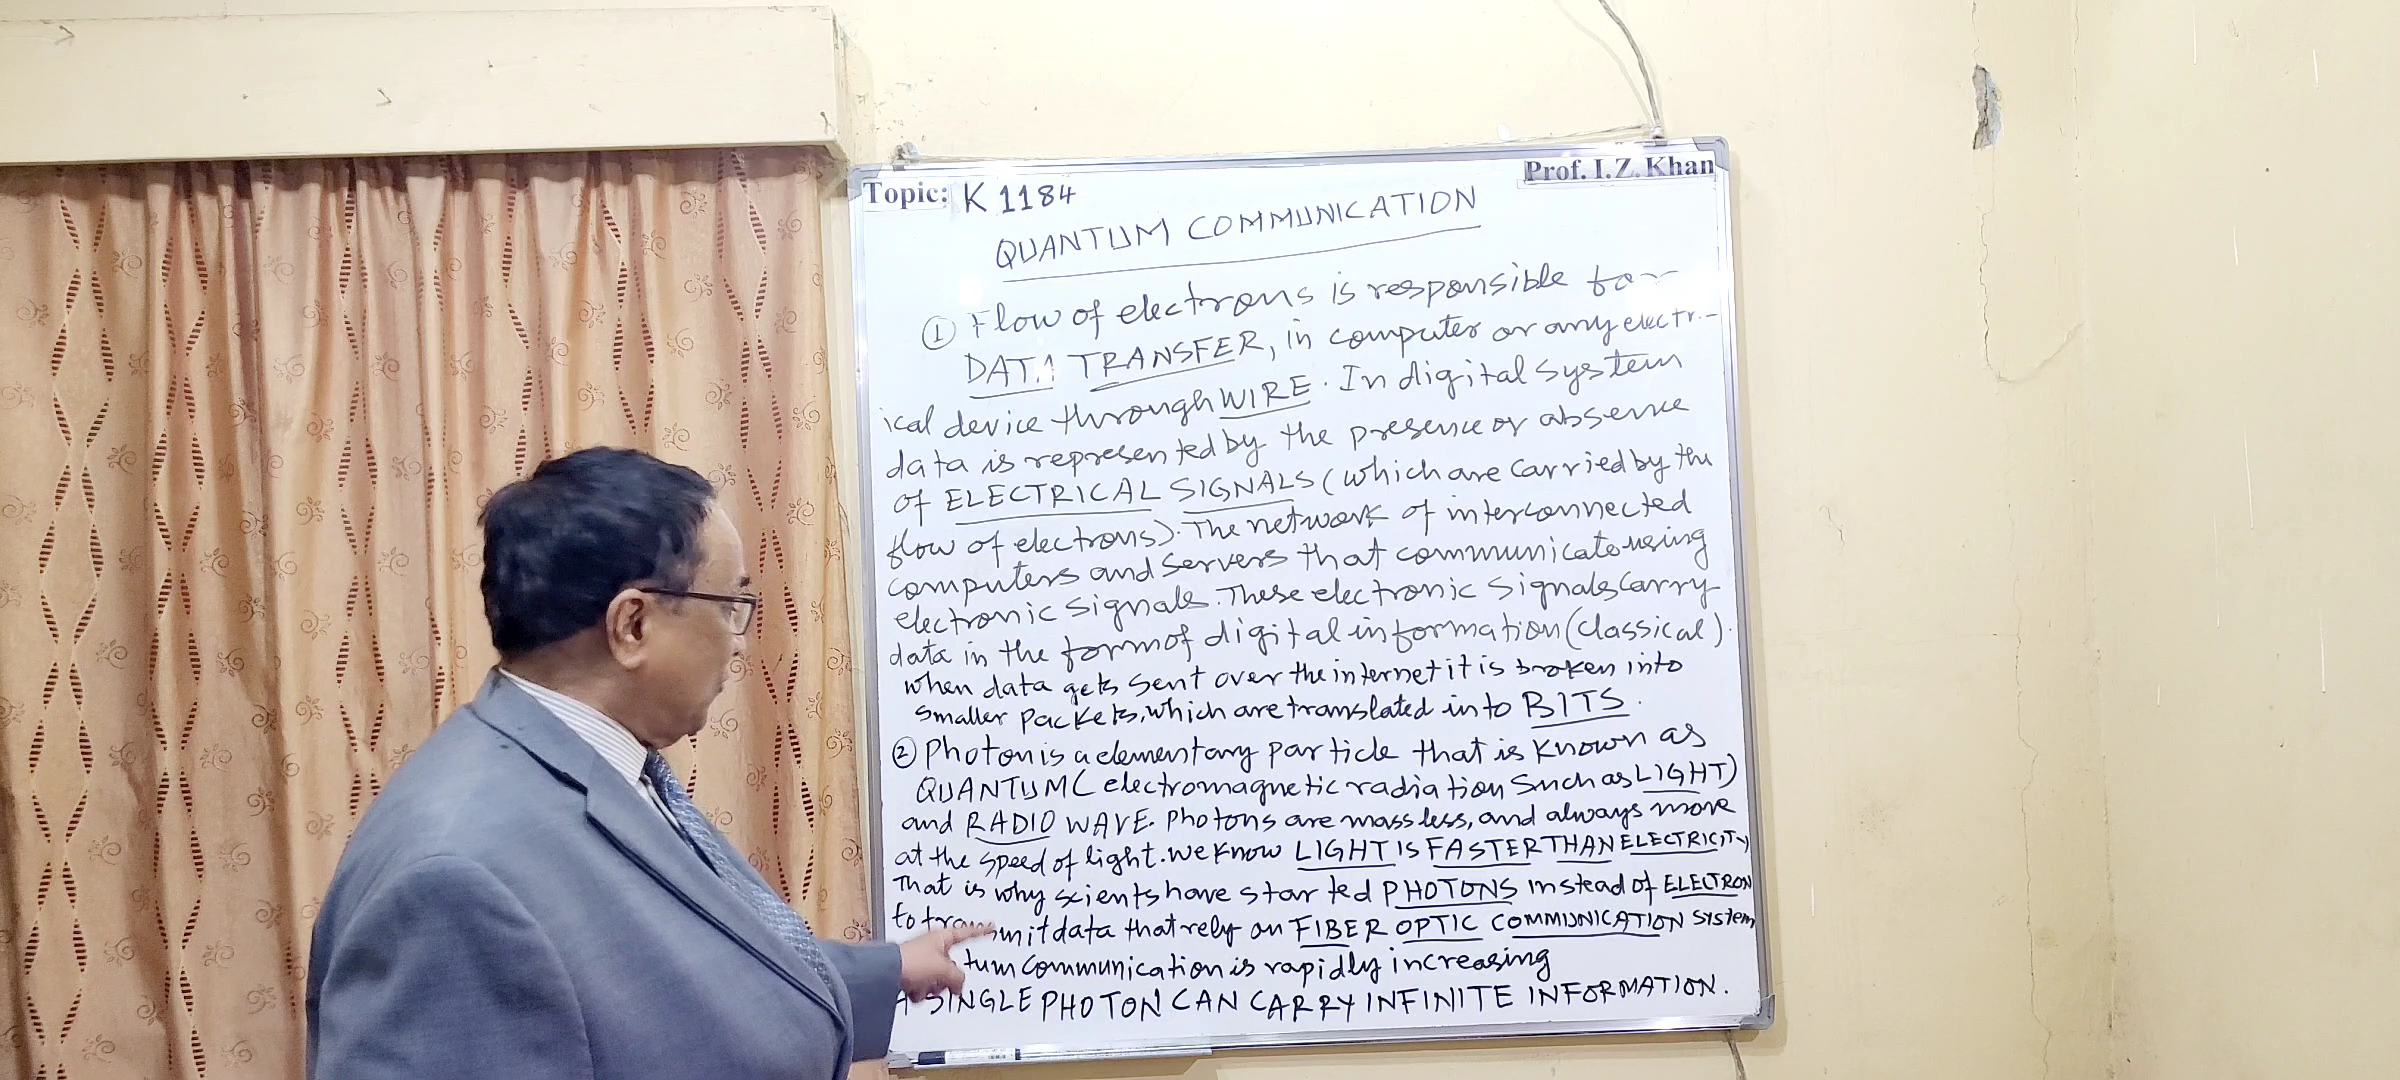 Topic: K 1184
Prof. I.Z. Khan
QUANTUM COMMUNICATION
① Flow of electrons is responsible for
DATA TRANSFER, in computer or any electr.-
ical device through WIRE. In digital system
data is represented by the presence or absence
of ELECTRICAL SIGNALS (which are carried by the
flow of electrons). The network of interconnected
computers and servers that communicate using
electronic signals. These electronic signals carry
data in the form of digital information (classical).
when data gets sent over the internet it is broken into
smaller packets, which are translated into BITS.
② Photon is a elementary particle that is known as
QUANTUM ( electromagnetic radiation such as LIGHT)
and RADIO WAVE. Photons are massless, and always more
at the speed of light. We know LIGHT IS FASTER THAN ELECTRICITY
That is why scients have started PHOTONS instead of ELECTRON
to transmit data that rely on FIBER OPTIC COMMUNICATION system
tum communication is rapidly increasing
A SINGLE PHOTON CAN CARRY INFINITE INFORMATION.